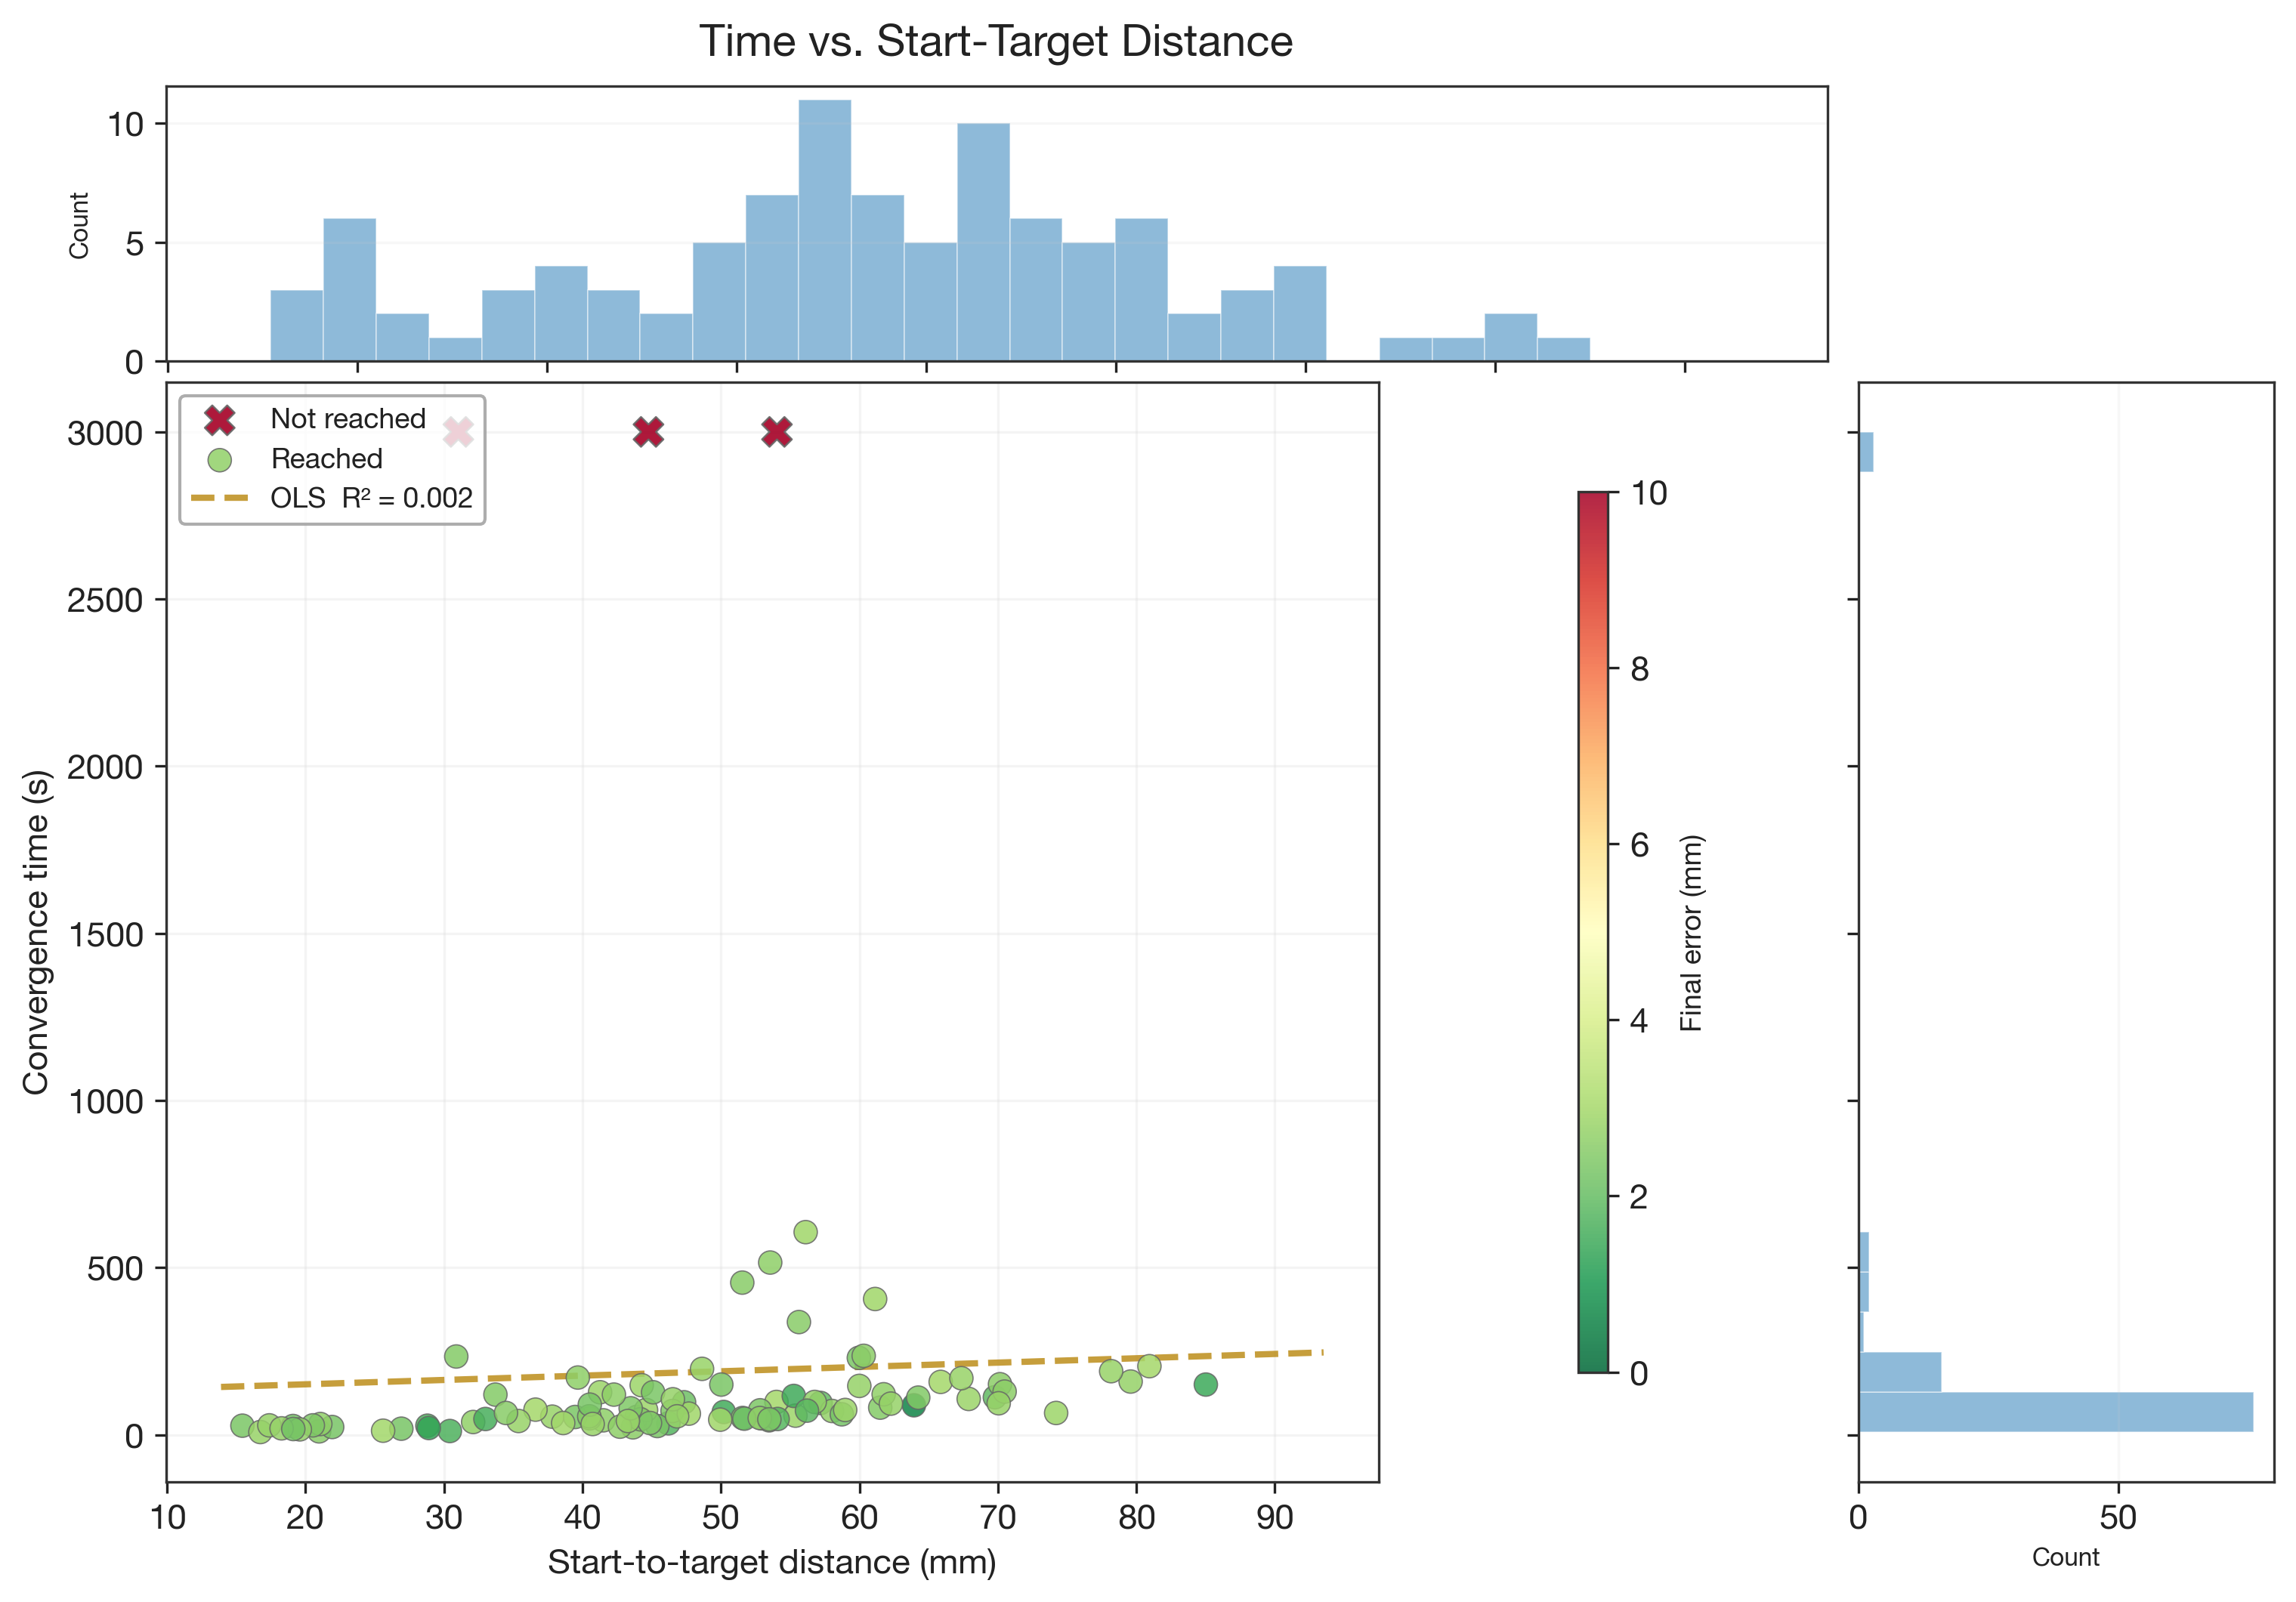 Time vs. Start-Target Distance
10
5
0
Count
Not reached
Reached
OLS R² = 0.002
3000
2500
2000
1500
1000
500
0
Convergence time (s)
10 20 30 40 50 60 70 80 90
Start-to-target distance (mm)
10
8
6
4
2
0
Final error (mm)
0 50
Count